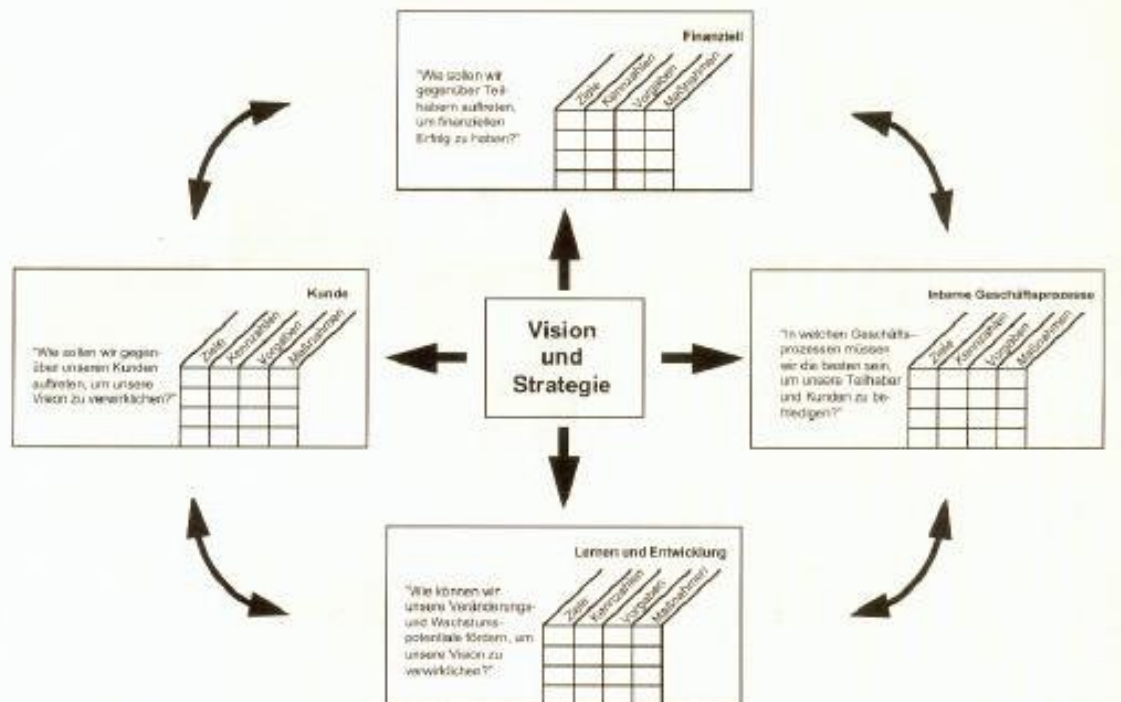 Finanziell
"Wie sollen wir
gegenüber Teil-
habern auftreten,
um finanziellen
Erfolg zu haben?"
Ziele
Kennzahlen
Vorgaben
Maßnahmen
Kunde
"Wie sollen wir gegen-
über unseren Kunden
auftreten, um unsere
Vision zu verwirklichen?"
Ziele
Kennzahlen
Vorgaben
Maßnahmen
Vision
und
Strategie
Interne Geschäftsprozesse
"In welchen Geschäfts-
prozessen müssen
wir die besten sein,
um unsere Teilhaber
und Kunden zu be-
friedigen?"
Ziele
Kennzahlen
Vorgaben
Maßnahmen
Lernen und Entwicklung
"Wie können wir
unsere Veränderungs-
und Wachstums-
potentiale fördern, um
unsere Vision zu
verwirklichen?"
Ziele
Kennzahlen
Vorgaben
Maßnahmen